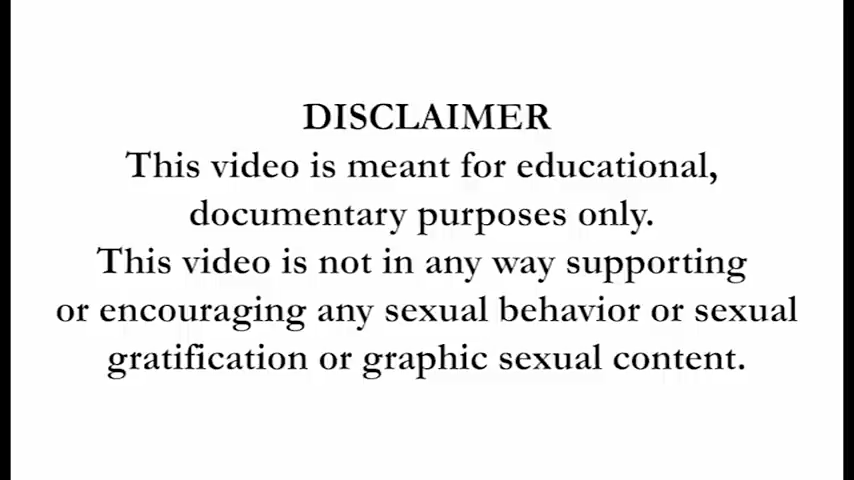 DISCLAIMER
This video is meant for educational,
documentary purposes only.
This video is not in any way supporting
or encouraging any sexual behavior or sexual
gratification or graphic sexual content.